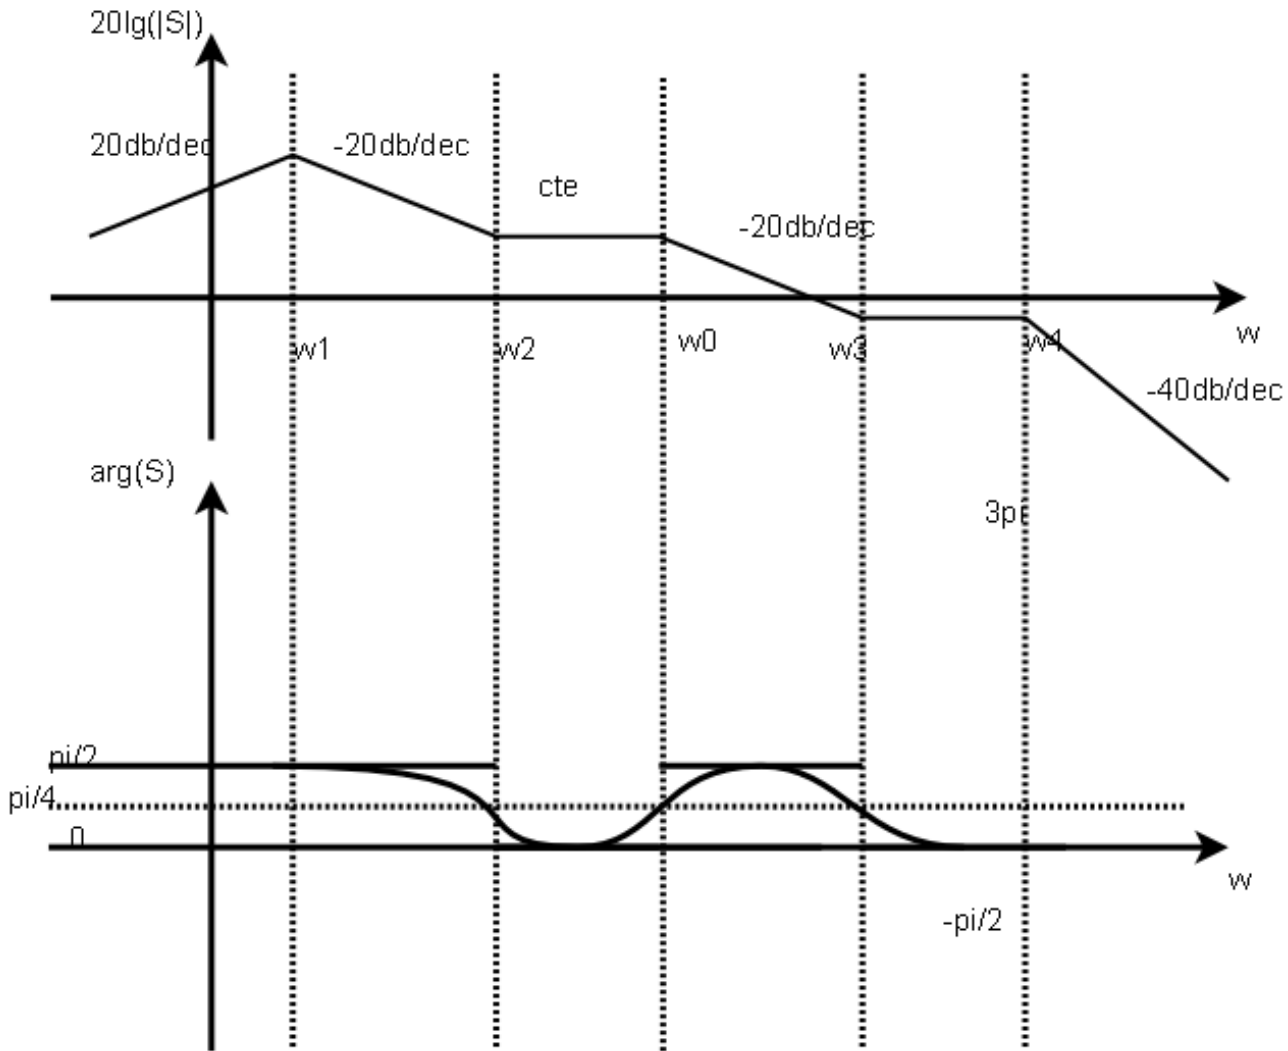 20lg(|S|)
20db/dec
-20db/dec
cte
-20db/dec
w1
w2
w0
w3
w4
w
-40db/dec
arg(S)
3pi
pi/2
pi/4
0
w
-pi/2